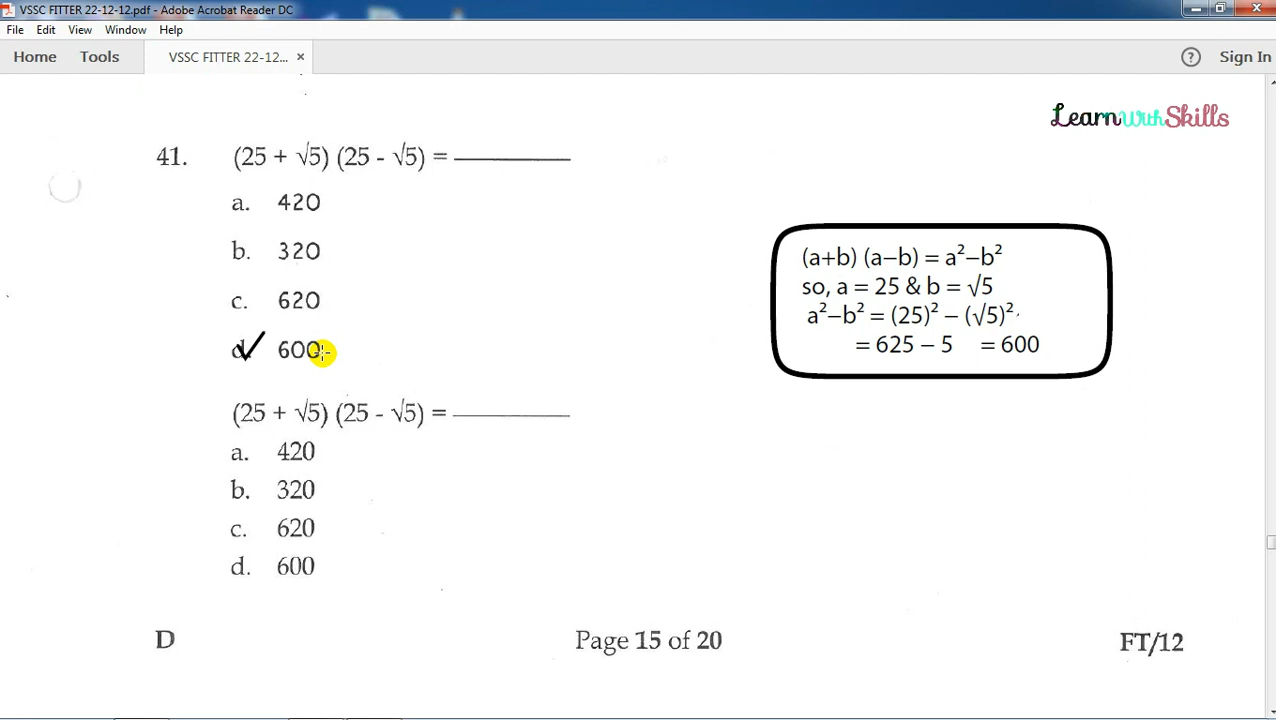 VSSC FITTER 22-12-12.pdf - Adobe Acrobat Reader DC
File Edit View Window Help
Home Tools VSSC FITTER 22-12... × ? Sign In
LearnWithSkills
41. (25 + √5) (25 - √5) = ________
a. 420
b. 320
c. 620
d. 600
(a+b) (a−b) = a²−b²
so, a = 25 & b = √5
a²−b² = (25)² − (√5)²
= 625 − 5 = 600
(25 + √5) (25 - √5) = ________
a. 420
b. 320
c. 620
d. 600
D Page 15 of 20 FT/12